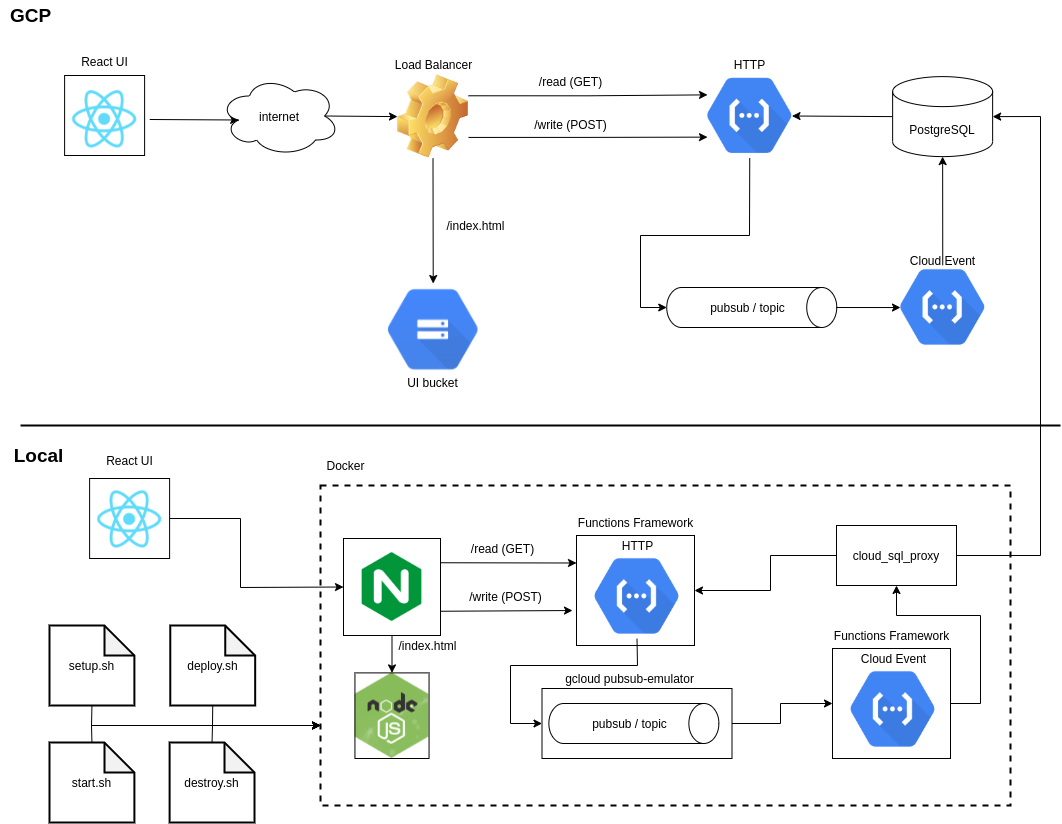 GCP
React UI
internet
Load Balancer
/read (GET)
/write (POST)
HTTP
PostgreSQL
/index.html
UI bucket
pubsub / topic
Cloud Event
Local
React UI
Docker
/read (GET)
/write (POST)
/index.html
node
JS
Functions Framework
HTTP
cloud_sql_proxy
gcloud pubsub-emulator
pubsub / topic
Functions Framework
Cloud Event
setup.sh
deploy.sh
start.sh
destroy.sh